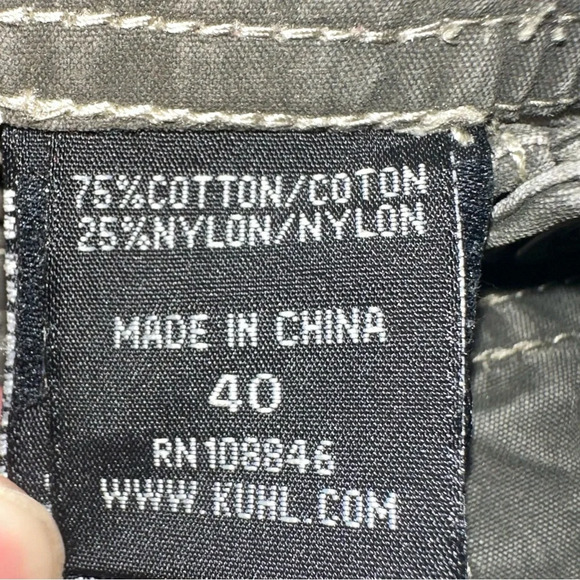 75%COTTON/COTON
25%NYLON/NYLON
MADE IN CHINA
40
RN108846
WWW.KUHL.COM